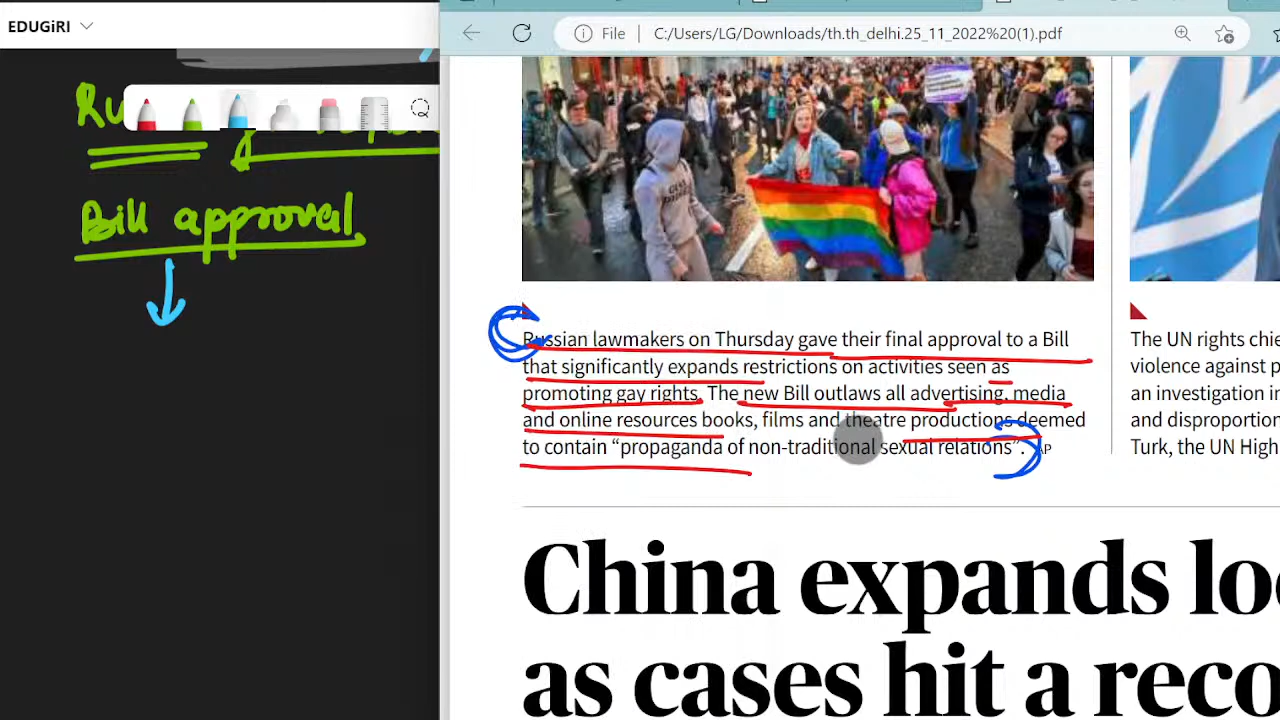 EDUGiRI
File C:/Users/LG/Downloads/th.th_delhi.25_11_2022%20(1).pdf
Bill approval
Russian lawmakers on Thursday gave their final approval to a Bill
that significantly expands restrictions on activities seen as
promoting gay rights. The new Bill outlaws all advertising, media
and online resources books, films and theatre productions deemed
to contain “propaganda of non-traditional sexual relations”. AP
The UN rights chie
violence against p
an investigation in
and disproportion
Turk, the UN High
China expands lo
as cases hit a reco